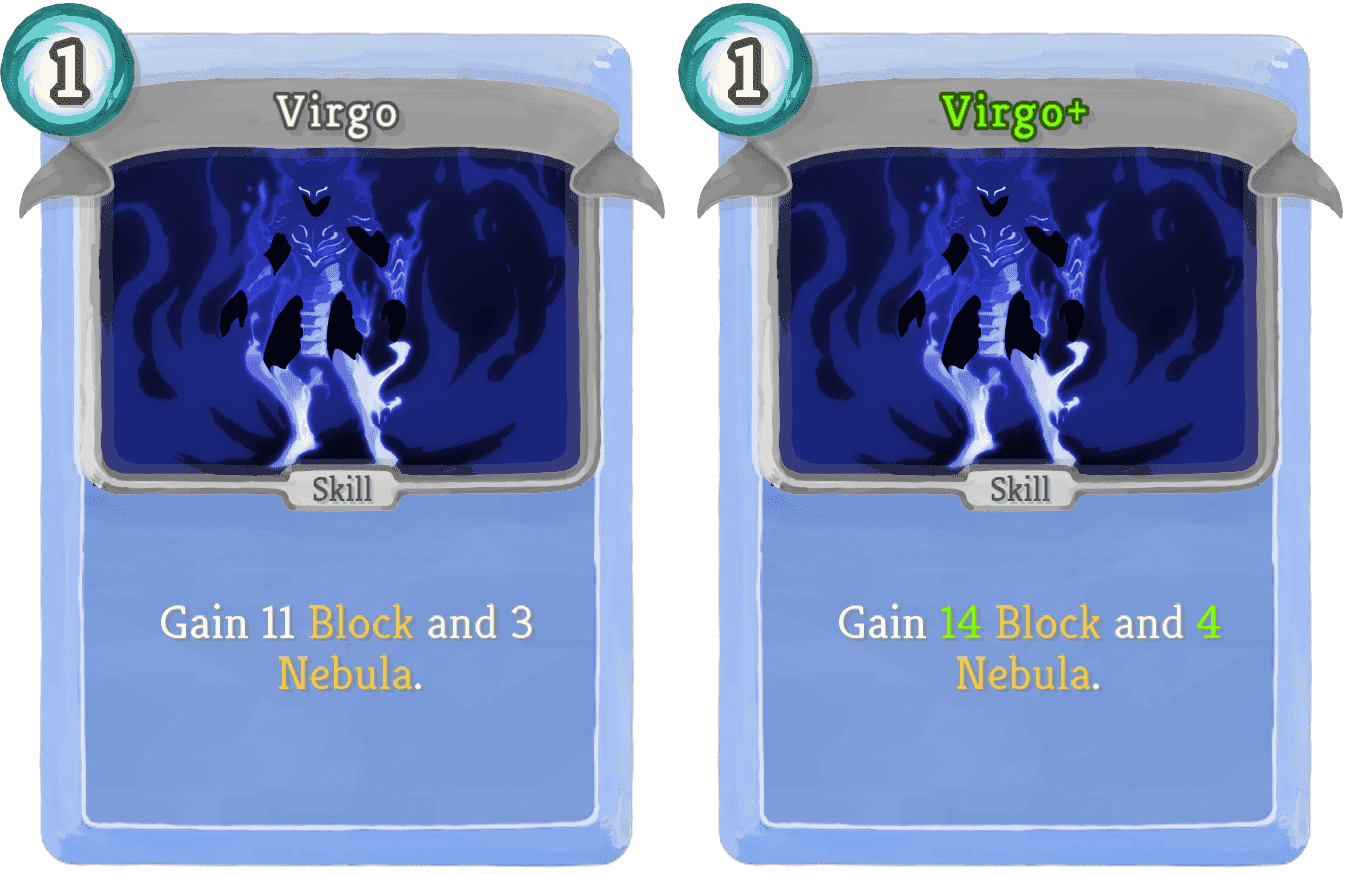 1
Virgo
Skill
Gain 11 Block and 3
Nebula.
1
Virgo+
Skill
Gain 14 Block and 4
Nebula.